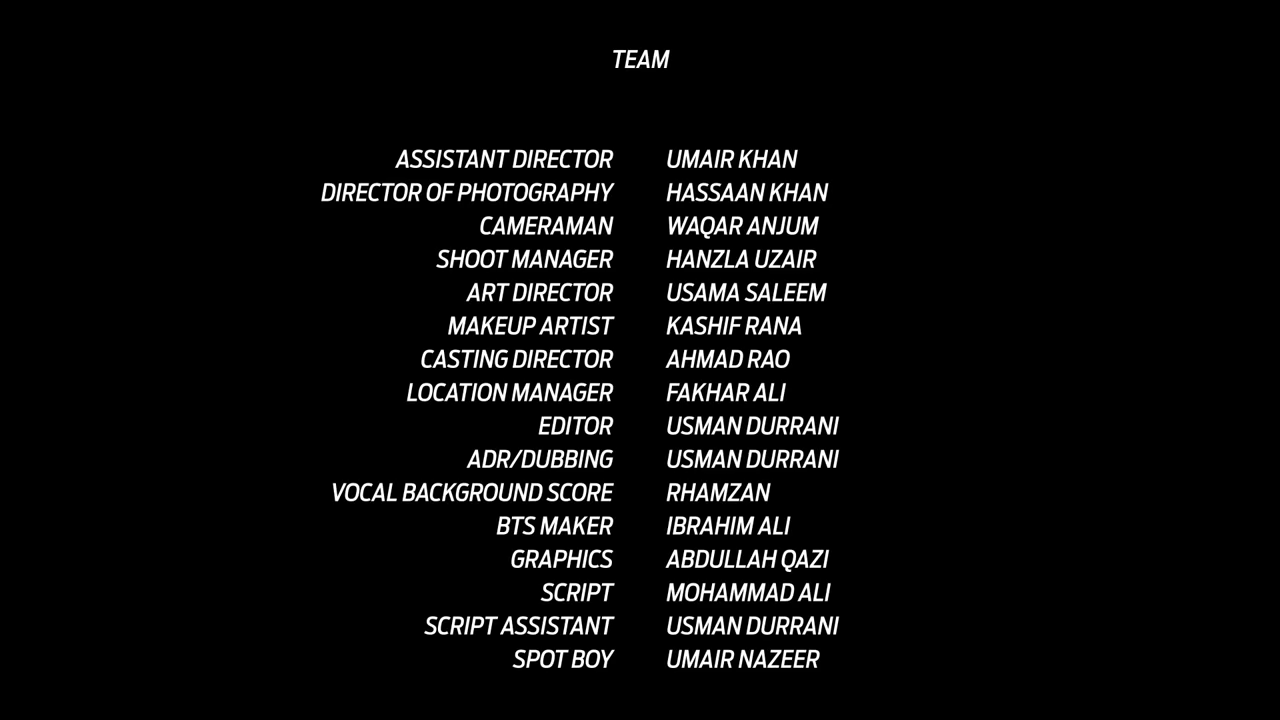 TEAM
ASSISTANT DIRECTOR UMAIR KHAN
DIRECTOR OF PHOTOGRAPHY HASSAAN KHAN
CAMERAMAN WAQAR ANJUM
SHOOT MANAGER HANZLA UZAIR
ART DIRECTOR USAMA SALEEM
MAKEUP ARTIST KASHIF RANA
CASTING DIRECTOR AHMAD RAO
LOCATION MANAGER FAKHAR ALI
EDITOR USMAN DURRANI
ADR/DUBBING USMAN DURRANI
VOCAL BACKGROUND SCORE RHAMZAN
BTS MAKER IBRAHIM ALI
GRAPHICS ABDULLAH QAZI
SCRIPT MOHAMMAD ALI
SCRIPT ASSISTANT USMAN DURRANI
SPOT BOY UMAIR NAZEER